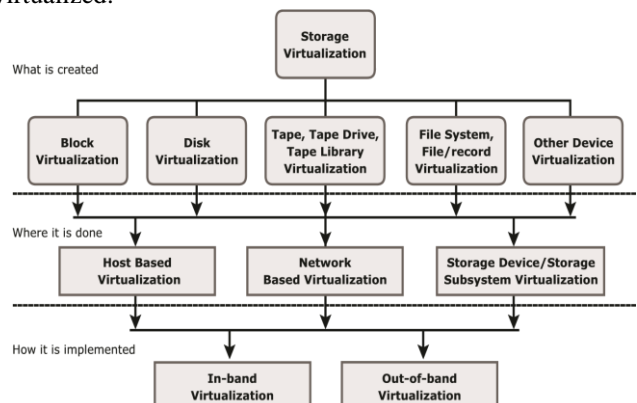 virtualized.
Storage
Virtualization
What is created
Block
Virtualization
Disk
Virtualization
Tape, Tape Drive,
Tape Library
Virtualization
File System,
File/record
Virtualization
Other Device
Virtualization
Where it is done
Host Based
Virtualization
Network
Based Virtualization
Storage Device/Storage
Subsystem Virtualization
How it is implemented
In-band
Virtualization
Out-of-band
Virtualization